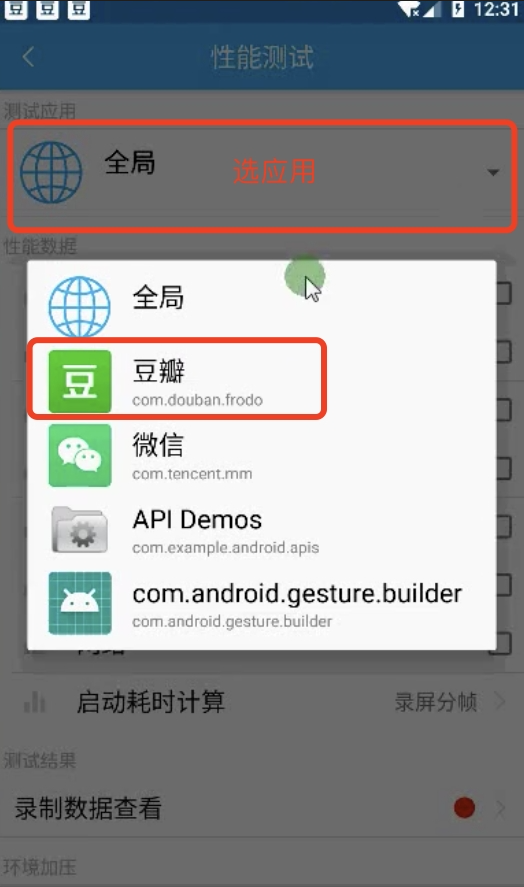 豆 豆 豆 12:31
性能测试
测试应用
全局
选应用
性能数据
全局
豆 豆瓣
com.douban.frodo
微信
com.tencent.mm
API Demos
com.example.android.apis
com.android.gesture.builder
com.android.gesture.builder
启动耗时计算 录屏分帧
测试结果
录制数据查看
环境加压